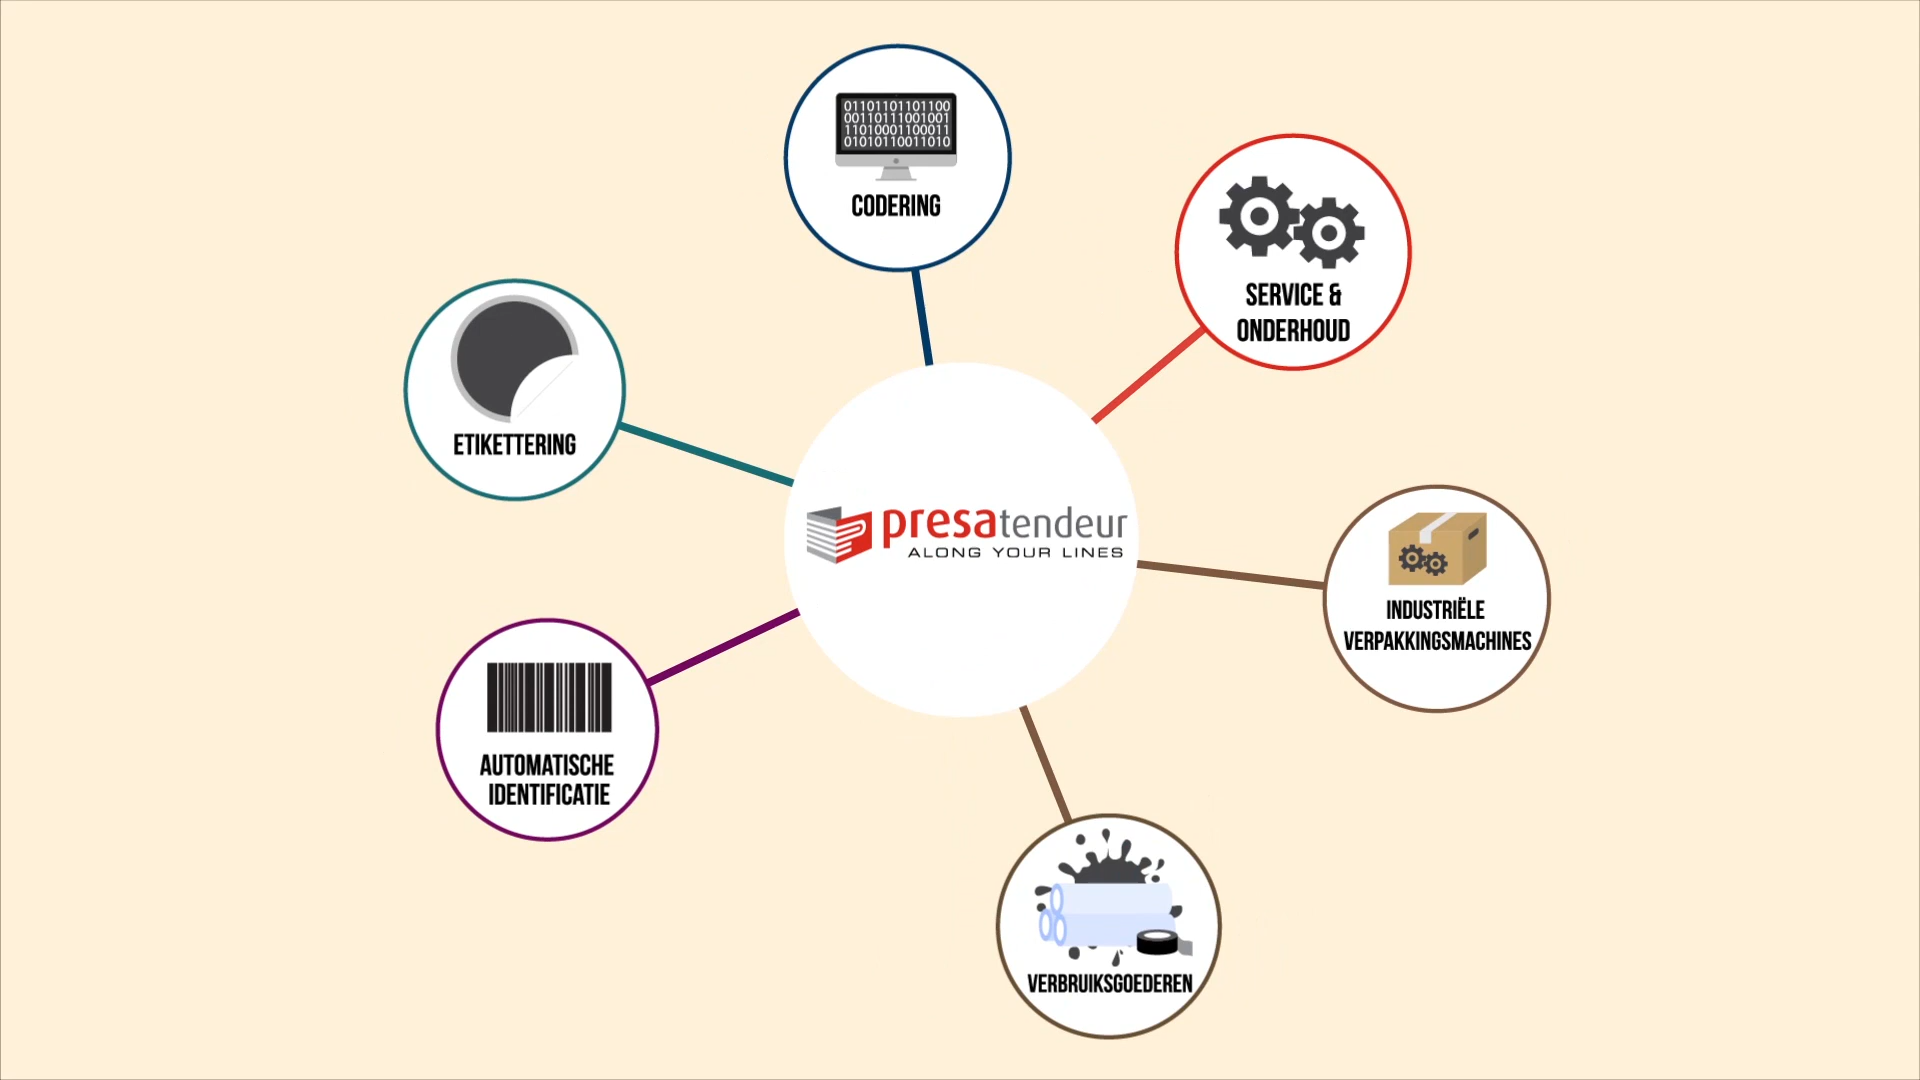 01101101101100
00110111001001
11010001100011
01010110011010
CODERING
SERVICE &
ONDERHOUD
ETIKETTERING
presatendeur
ALONG YOUR LINES
INDUSTRIËLE
VERPAKKINGSMACHINES
AUTOMATISCHE
IDENTIFICATIE
VERBRUIKSGOEDEREN